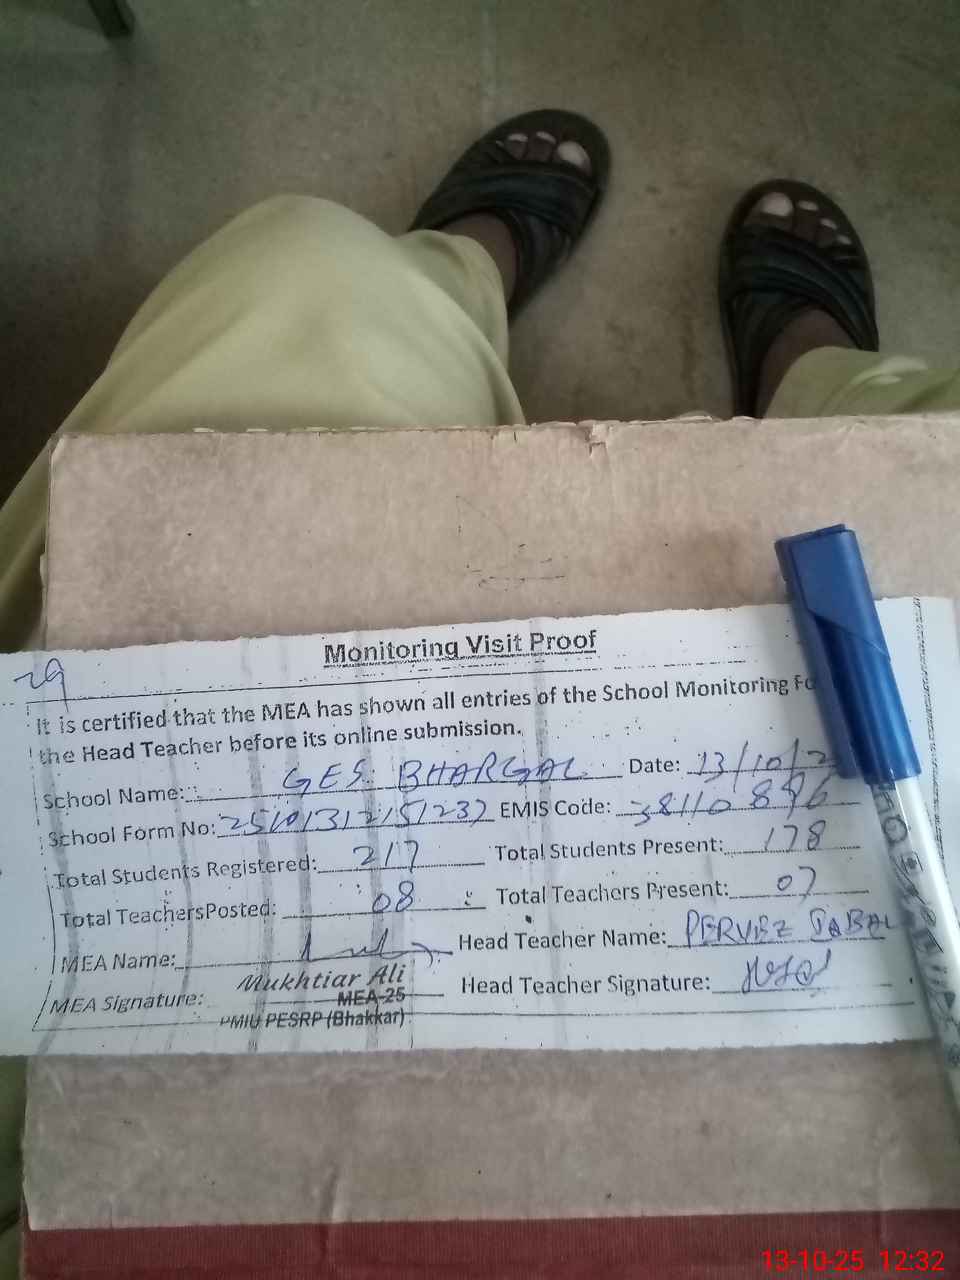 29
Monitoring Visit Proof
It is certified that the MEA has shown all entries of the School Monitoring Fo
the Head Teacher before its online submission.
School Name: GES BHARGAL Date: 13/10/2
School Form No: EMIS Code: 38110896
Total Students Registered: 217 Total Students Present: 178
Total TeachersPosted: 08 Total Teachers Present: 07
MEA Name: Head Teacher Name: PERVEZ IQBAL
Mukhtiar Ali
MEA Signature: MEA-25 Head Teacher Signature:
PMIU PESRP (Bhakkar)
13-10-25 12:32